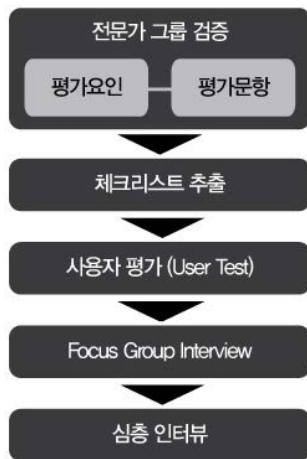 전문가 그룹 검증
평가요인 평가문항
체크리스트 추출
사용자 평가 (User Test)
Focus Group Interview
심층 인터뷰